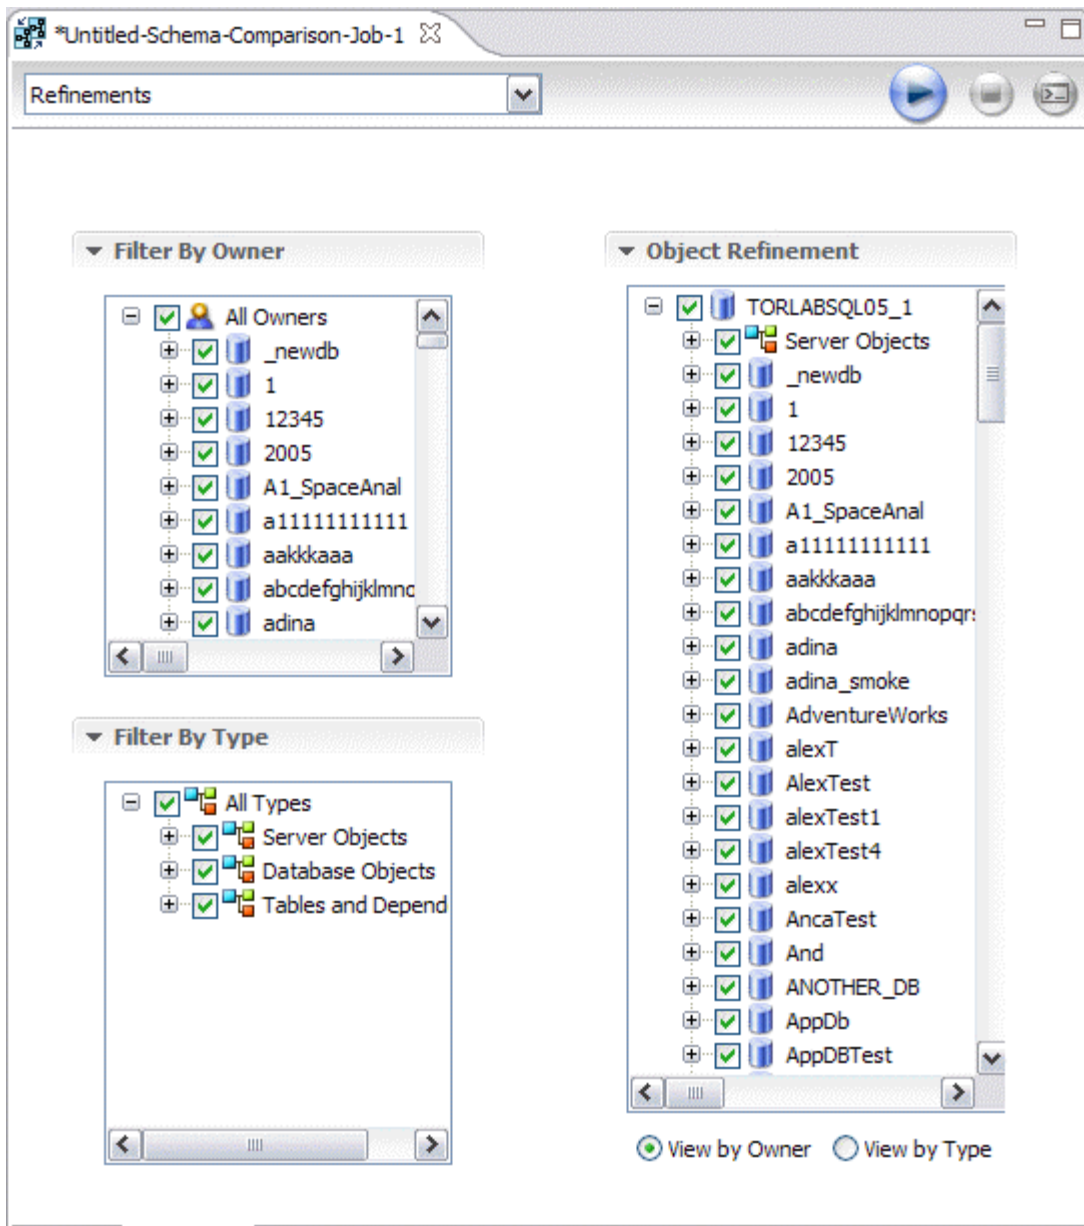 *Untitled-Schema-Comparison-Job-1
Refinements
Filter By Owner
All Owners
_newdb
1
12345
2005
A1_SpaceAnal
a11111111111
aakkkaaa
abcdefghijklmno
adina
Filter By Type
All Types
Server Objects
Database Objects
Tables and Depend
Object Refinement
TORLABSQL05_1
Server Objects
_newdb
1
12345
2005
A1_SpaceAnal
a11111111111
aakkkaaa
abcdefghijklmnopqrs
adina
adina_smoke
AdventureWorks
alexT
AlexTest
alexTest1
alexTest4
alexx
AncaTest
And
ANOTHER_DB
AppDb
AppDBTest
View by Owner View by Type